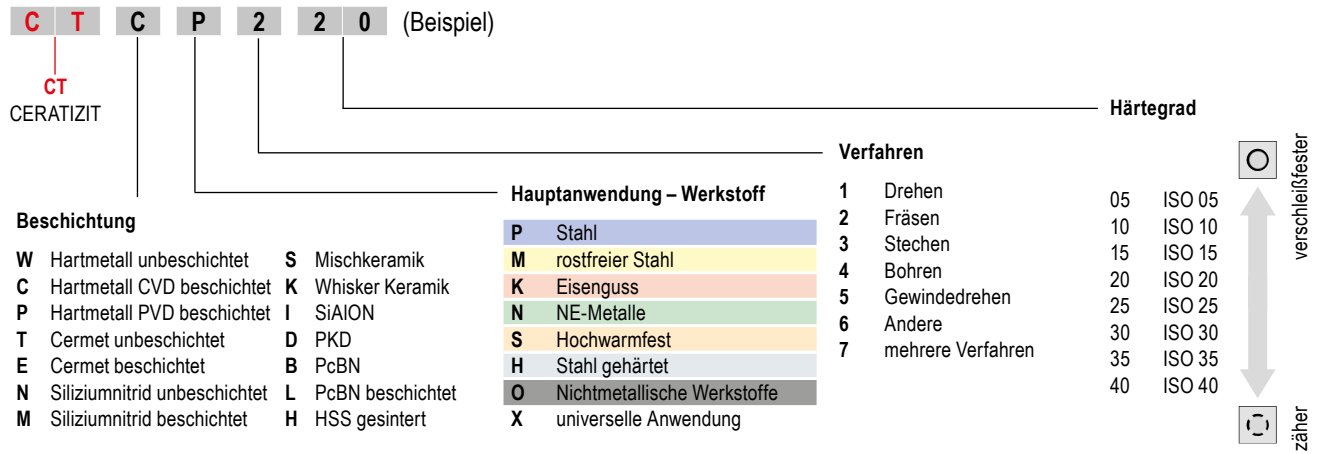 C T C P 2 2 0 (Beispiel)
CT
CERATIZIT
Beschichtung
W Hartmetall unbeschichtet
C Hartmetall CVD beschichtet
P Hartmetall PVD beschichtet
T Cermet unbeschichtet
E Cermet beschichtet
N Siliziumnitrid unbeschichtet
M Siliziumnitrid beschichtet
S Mischkeramik
K Whisker Keramik
I SiAlON
D PKD
B PcBN
L PcBN beschichtet
H HSS gesintert
Hauptanwendung – Werkstoff
P Stahl
M rostfreier Stahl
K Eisenguss
N NE-Metalle
S Hochwarmfest
H Stahl gehärtet
O Nichtmetallische Werkstoffe
X universelle Anwendung
Verfahren
1 Drehen
2 Fräsen
3 Stechen
4 Bohren
5 Gewindedrehen
6 Andere
7 mehrere Verfahren
Härtegrad
05 ISO 05
10 ISO 10
15 ISO 15
20 ISO 20
25 ISO 25
30 ISO 30
35 ISO 35
40 ISO 40
verschleißfester
zäher